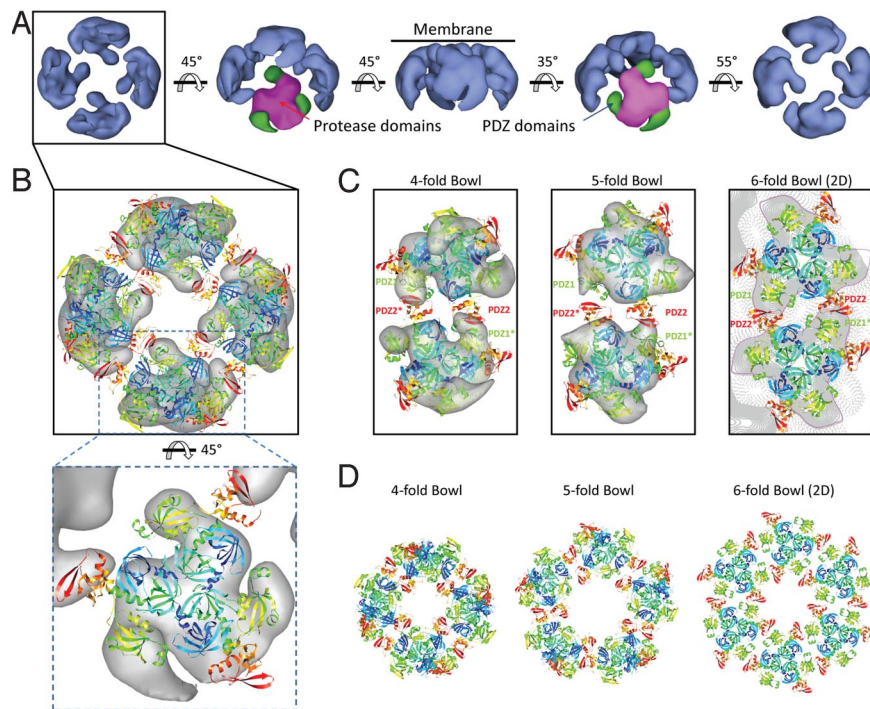 A
45°
45°
Membrane
35°
55°
Protease domains
PDZ domains
B
C
4-fold Bowl
5-fold Bowl
6-fold Bowl (2D)
PDZ1
PDZ2*
PDZ2
PDZ1*
PDZ1
PDZ2*
PDZ2
PDZ1*
PDZ1
PDZ2*
PDZ2
PDZ1*
45°
D
4-fold Bowl
5-fold Bowl
6-fold Bowl (2D)